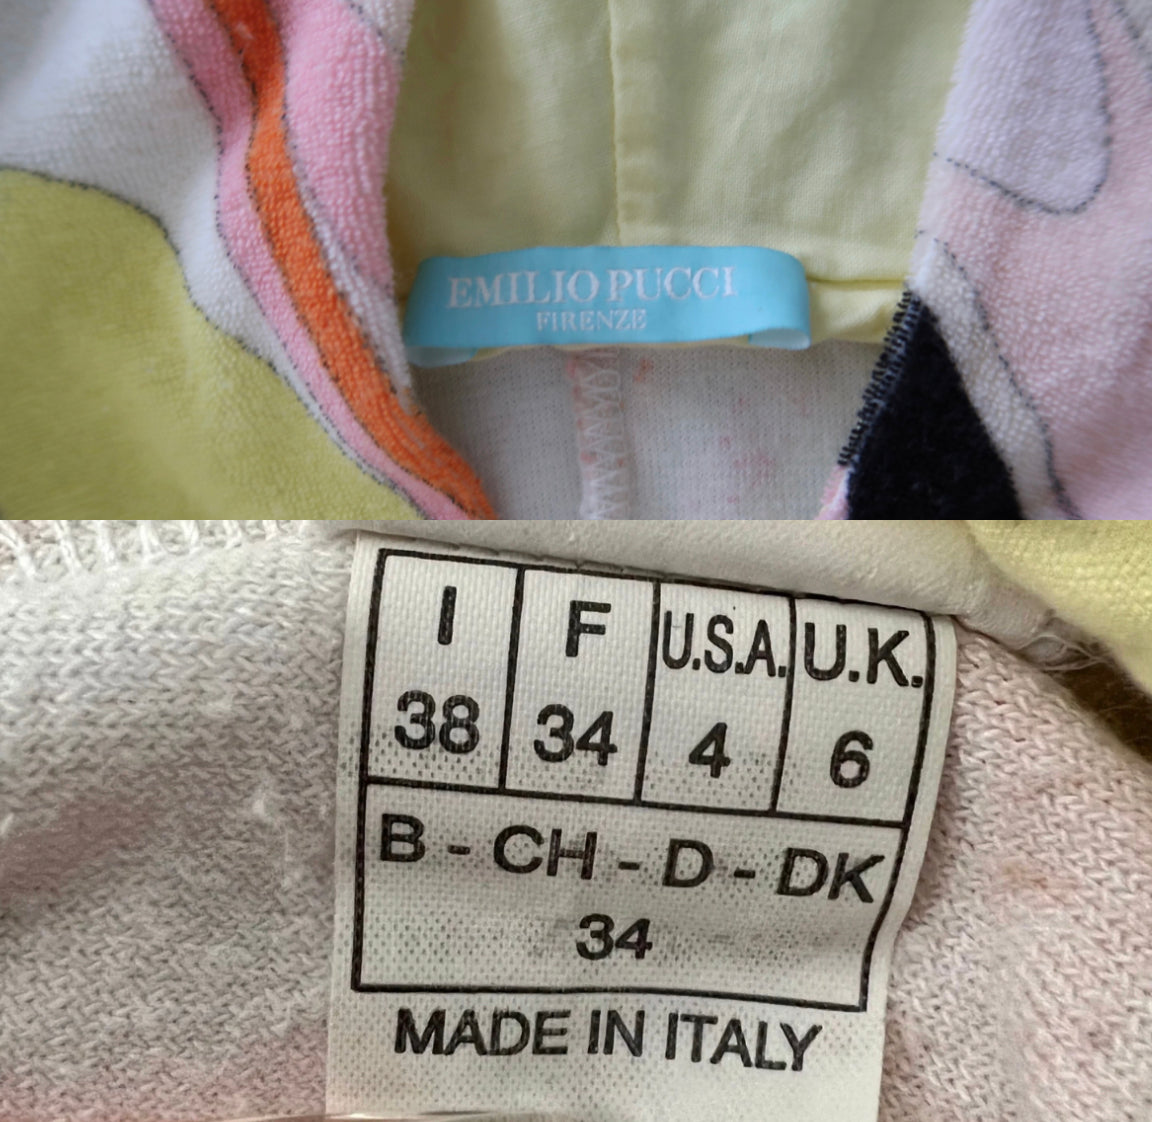 EMILIO PUCCI
FIRENZE
I F U.S.A. U.K.
38 34 4 6
B - CH - D - DK
34
MADE IN ITALY